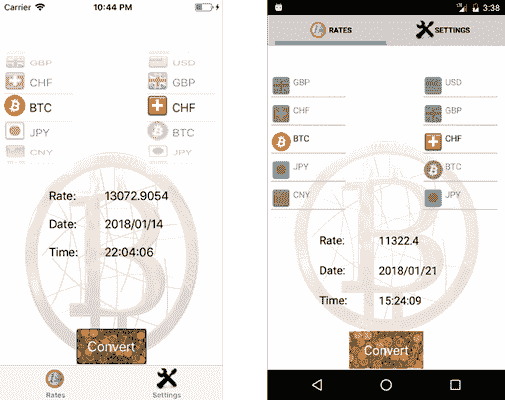 Carrier 10:44 PM
GBP USD
CHF GBP
BTC CHF
JPY BTC
CNY JPY
Rate: 13072.9054
Date: 2018/01/14
Time: 22:04:06
Convert
Rates Settings
3:38
RATES SETTINGS
GBP USD
CHF GBP
BTC CHF
JPY BTC
CNY JPY
Rate: 11322.4
Date: 2018/01/21
Time: 15:24:09
Convert